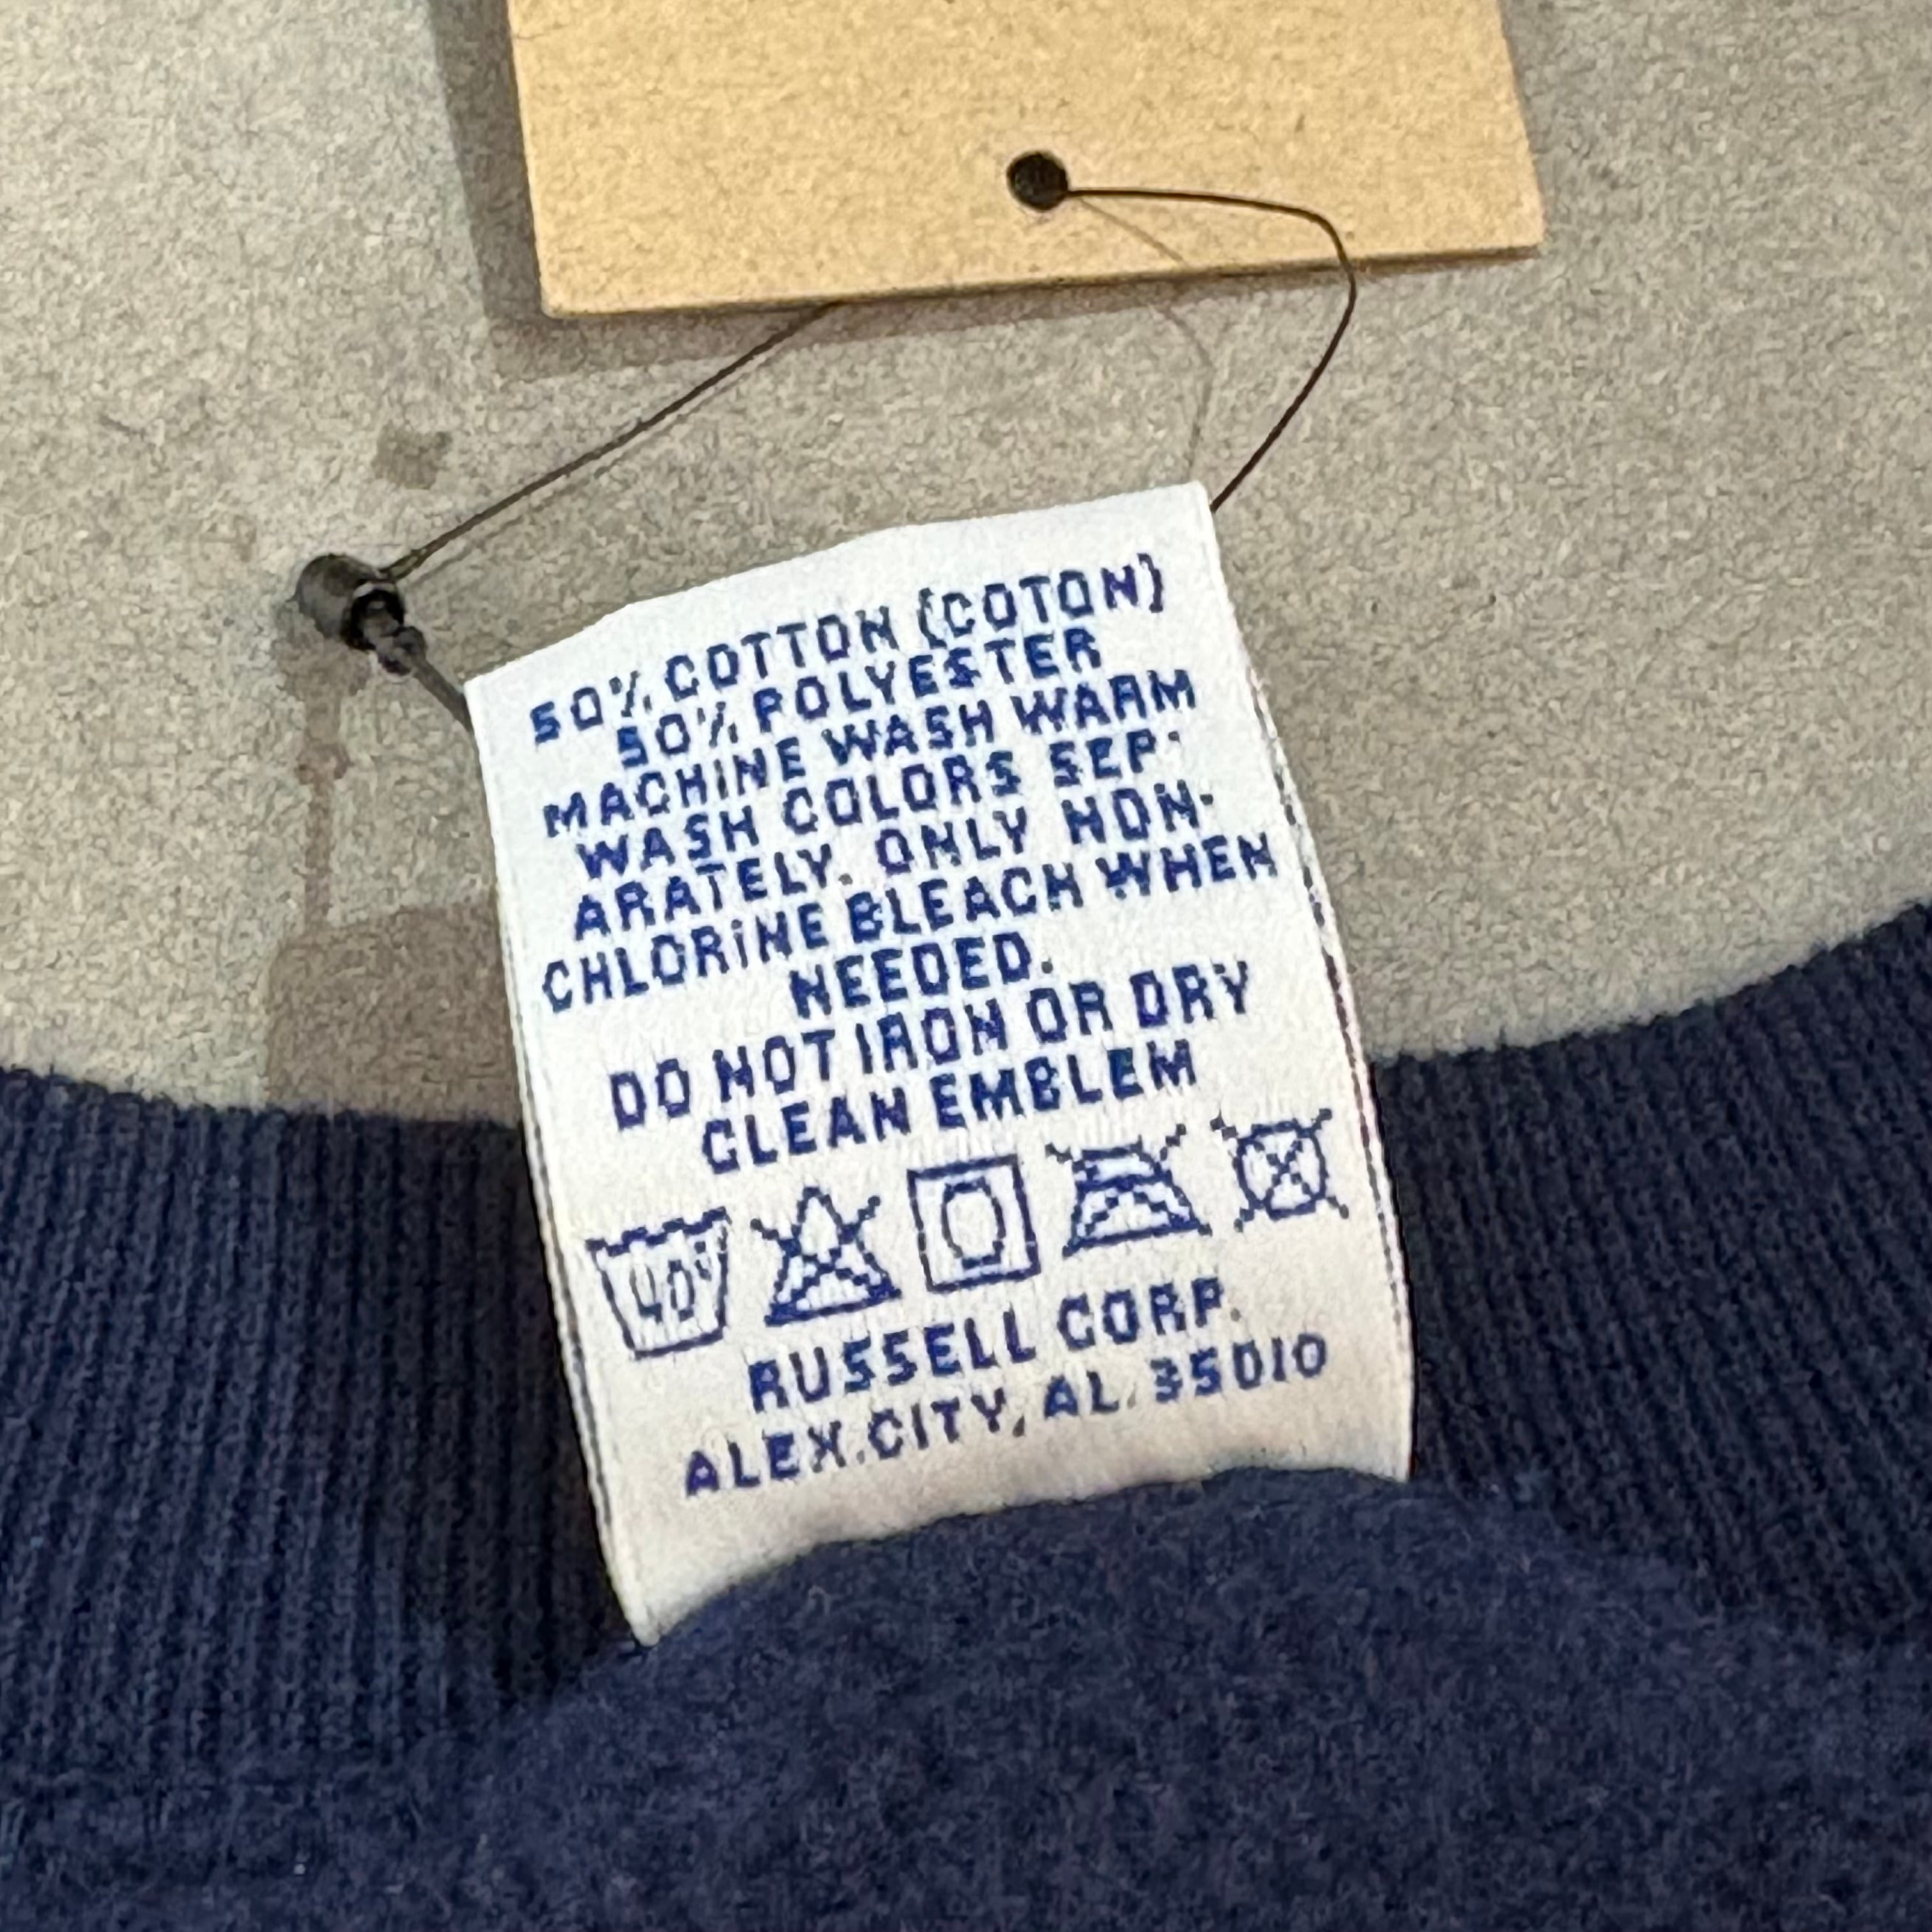 50% COTTON (COTON)
50% POLYESTER
MACHINE WASH WARM
WASH COLORS SEP-
ARATELY. ONLY NON-
CHLORINE BLEACH WHEN
NEEDED.
DO NOT IRON OR DRY
CLEAN EMBLEM
40°
RUSSELL CORP.
ALEX.CITY, AL. 35010